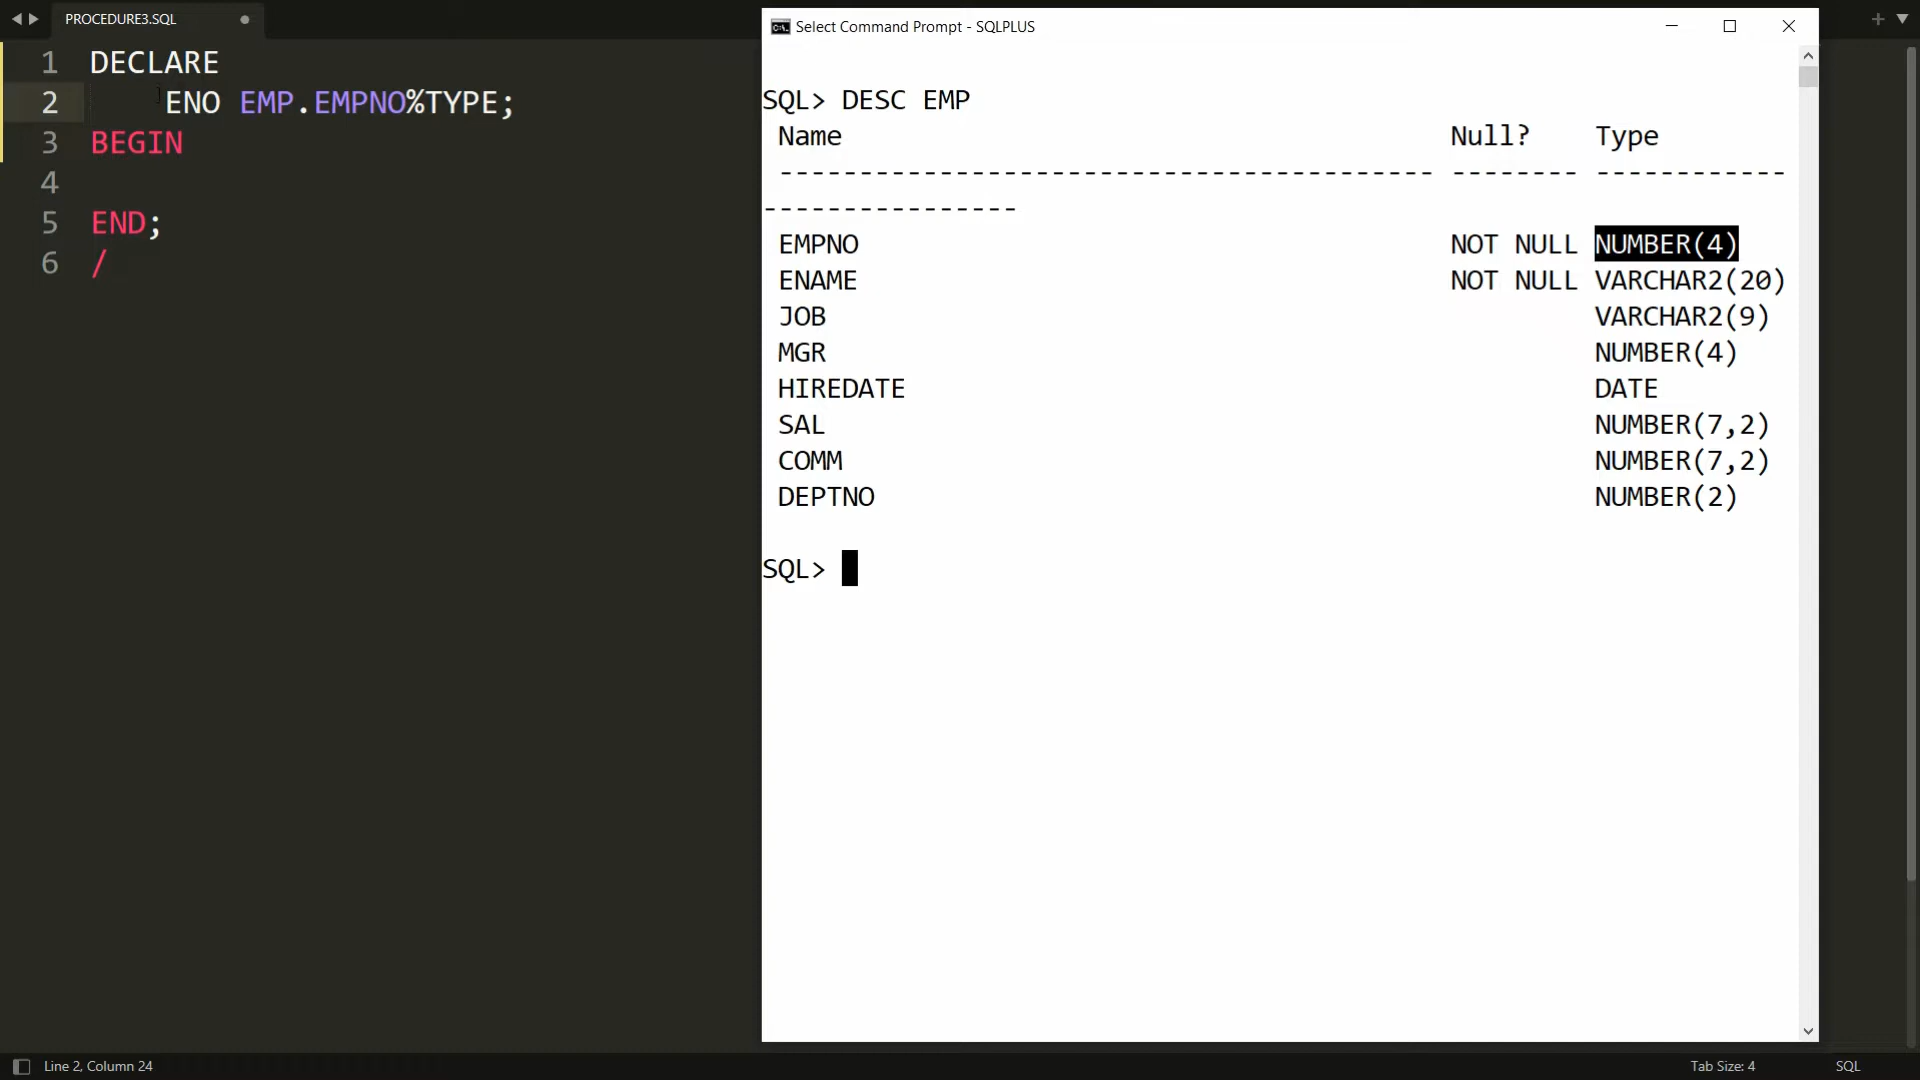 PROCEDURE3.SQL
1 DECLARE
2 ENO EMP.EMPNO%TYPE;
3 BEGIN
4
5 END;
6 /
Select Command Prompt - SQLPLUS
SQL> DESC EMP
Name Null? Type
----------------------------------------- -------- ------------
----------------
EMPNO NOT NULL NUMBER(4)
ENAME NOT NULL VARCHAR2(20)
JOB VARCHAR2(9)
MGR NUMBER(4)
HIREDATE DATE
SAL NUMBER(7,2)
COMM NUMBER(7,2)
DEPTNO NUMBER(2)
SQL>
Line 2, Column 24
Tab Size: 4
SQL